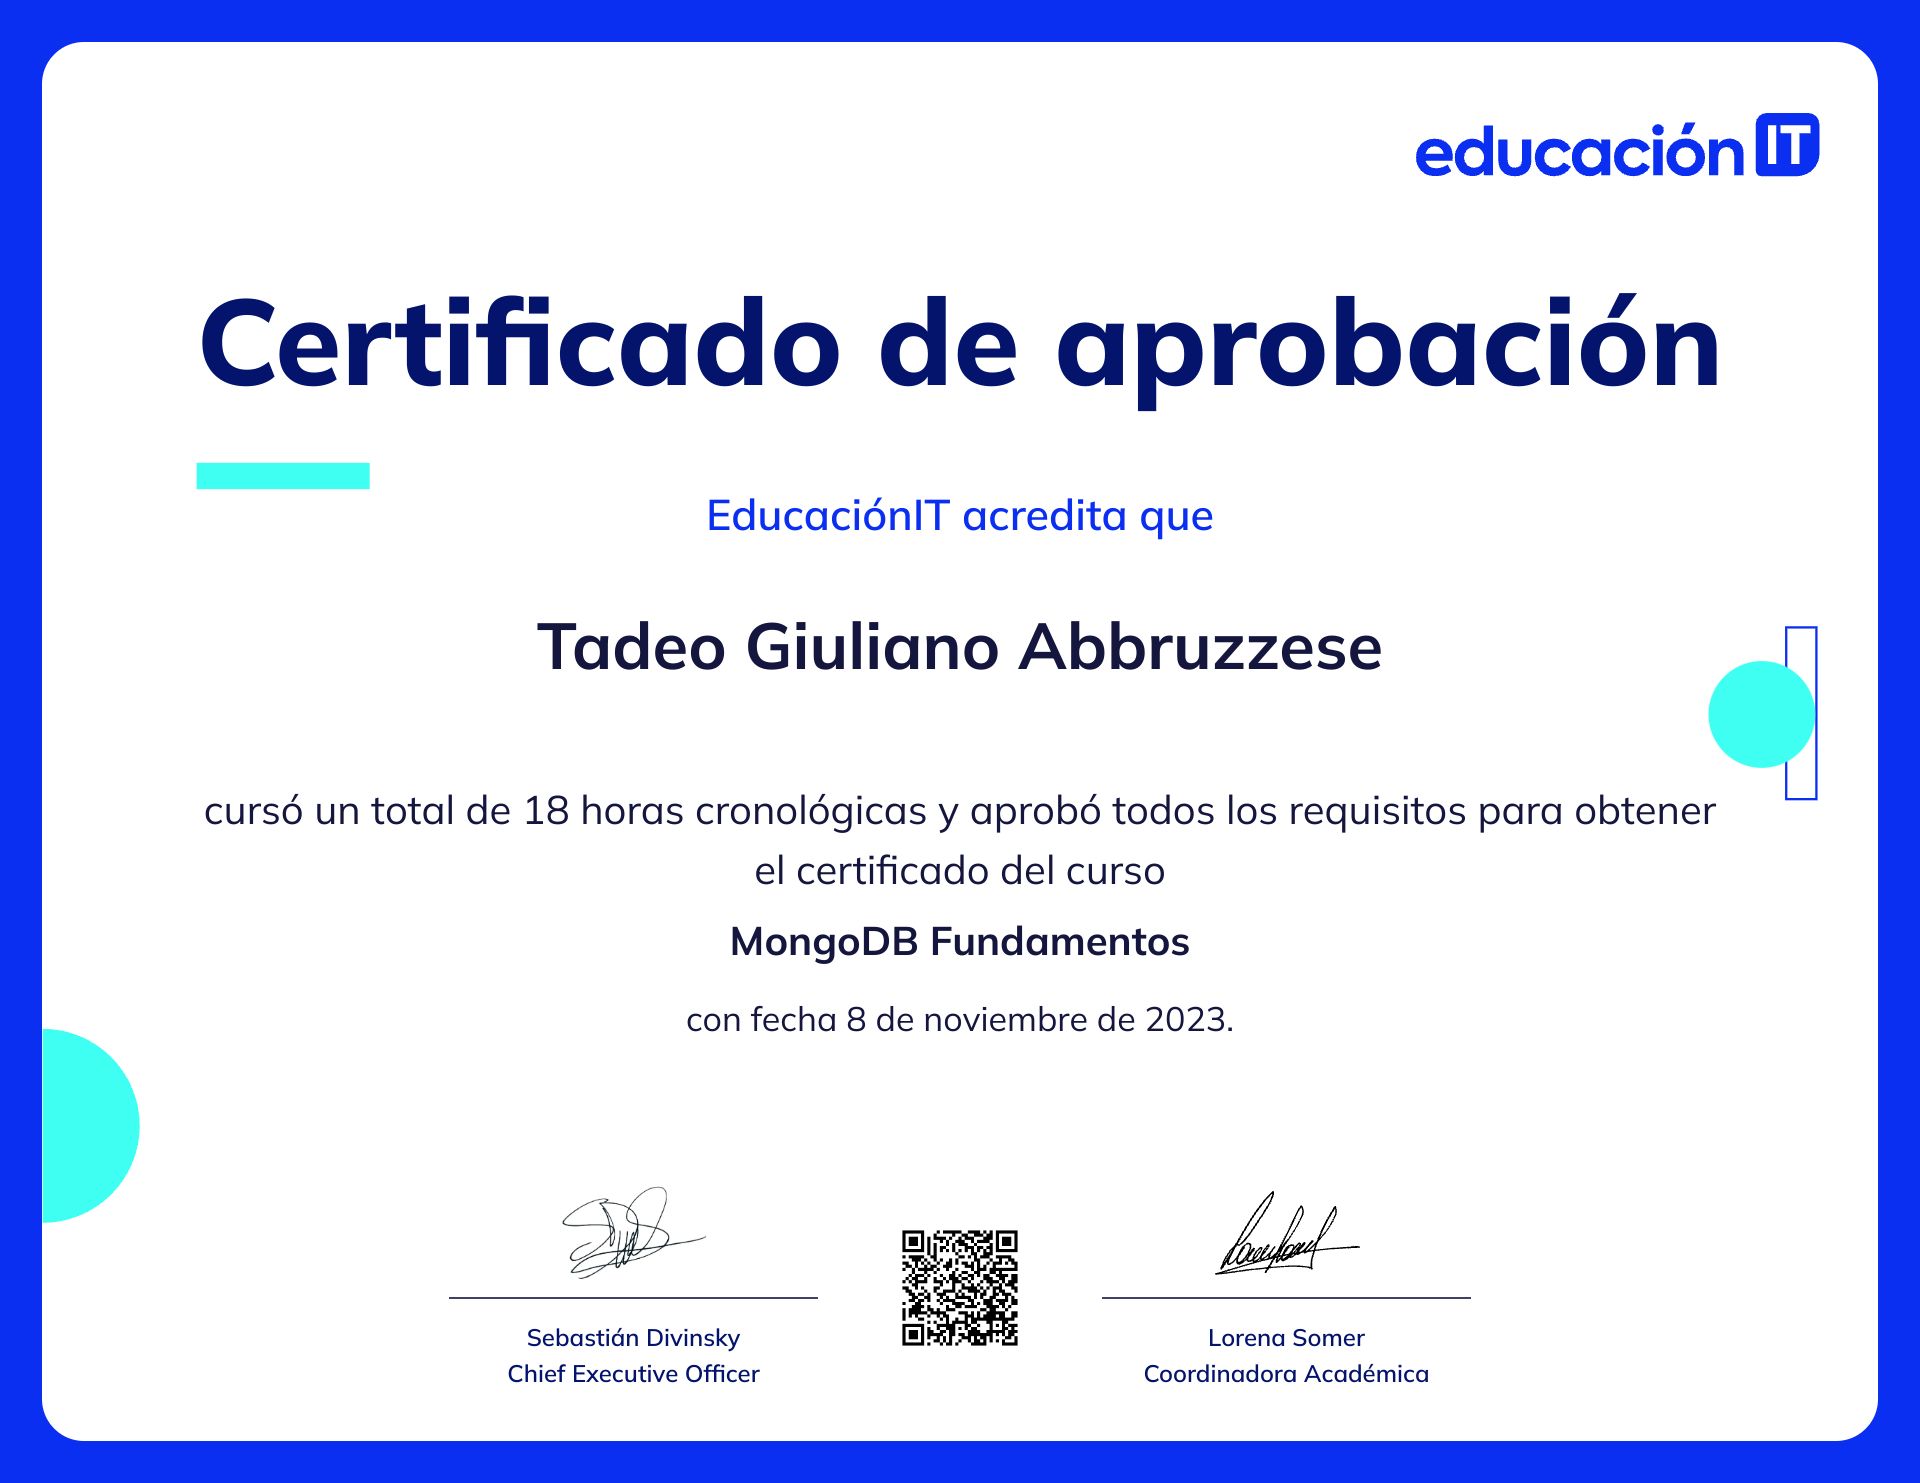 educación IT
Certificado de aprobación
EducaciónIT acredita que
Tadeo Giuliano Abbruzzese
cursó un total de 18 horas cronológicas y aprobó todos los requisitos para obtener
el certificado del curso
MongoDB Fundamentos
con fecha 8 de noviembre de 2023.
Sebastián Divinsky
Chief Executive Officer
Lorena Somer
Coordinadora Académica